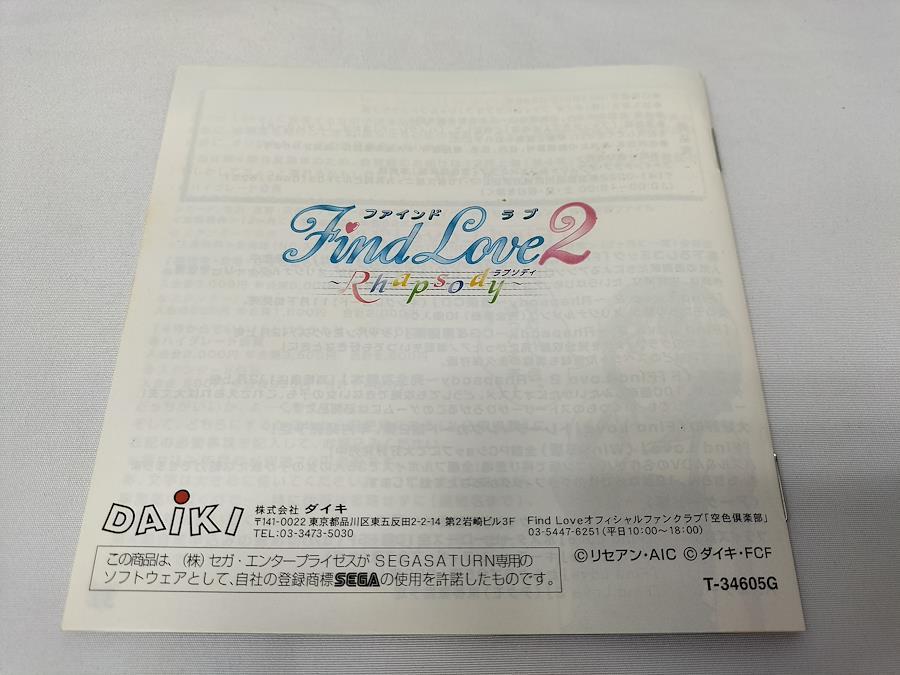 ファインド ラブ
Find Love 2
ラプソディ
~Rhapsody~
DAiKI
株式会社 ダイキ
〒141-0022 東京都品川区東五反田2-2-14 第2岩崎ビル3F
TEL:03-3473-5030
Find Loveオフィシャルファンクラブ「空色倶楽部」
03-5447-6251(平日10:00〜18:00)
この商品は、(株)セガ・エンタープライゼスがSEGASATURN専用の
ソフトウェアとして、自社の登録商標SEGAの使用を許諾したものです。
©リセアン・AIC ©ダイキ・FCF
T-34605G